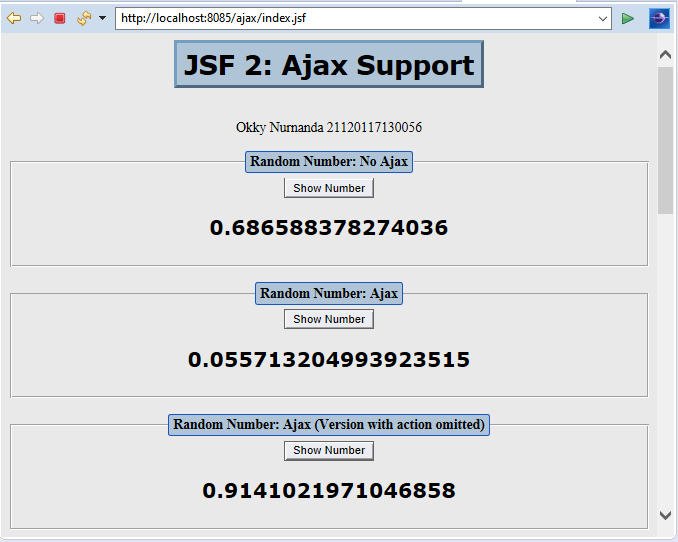 http://localhost:8085/ajax/index.jsf
JSF 2: Ajax Support
Okky Nurnanda 21120117130056
Random Number: No Ajax
Show Number
0.686588378274036
Random Number: Ajax
Show Number
0.055713204993923515
Random Number: Ajax (Version with action omitted)
Show Number
0.9141021971046858